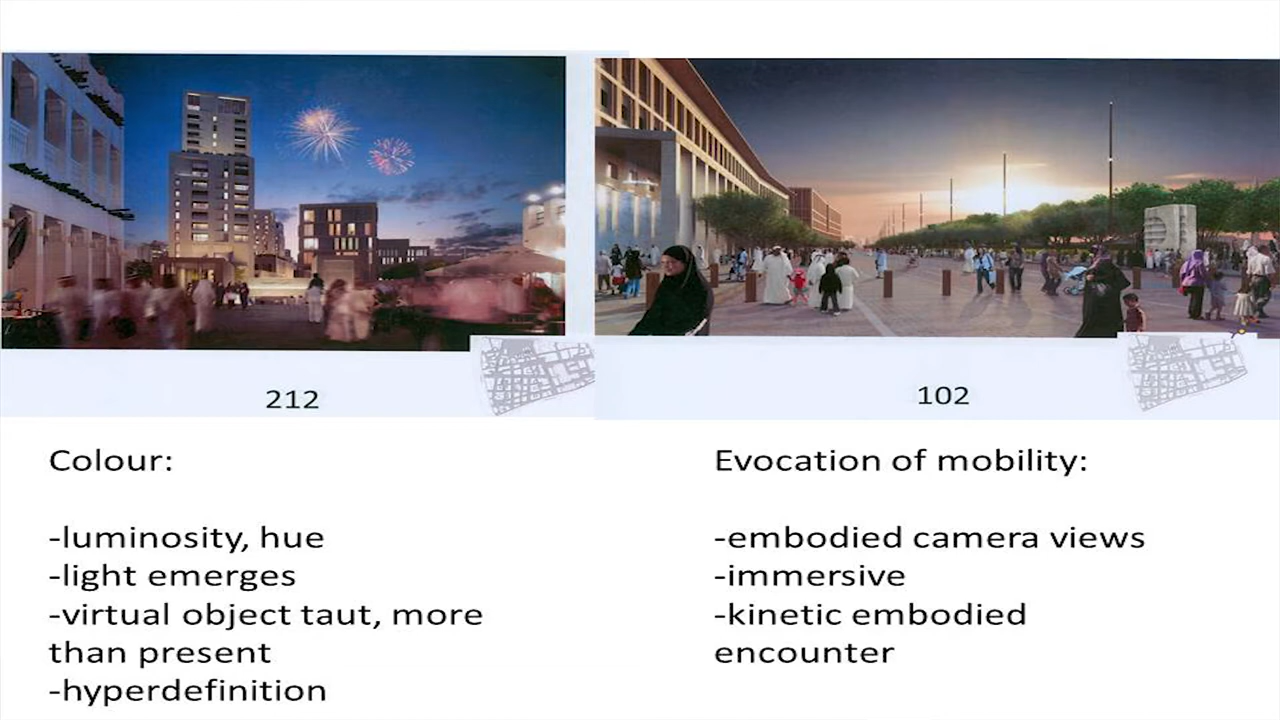 212
102
Colour:
-luminosity, hue
-light emerges
-virtual object taut, more
than present
-hyperdefinition
Evocation of mobility:
-embodied camera views
-immersive
-kinetic embodied
encounter